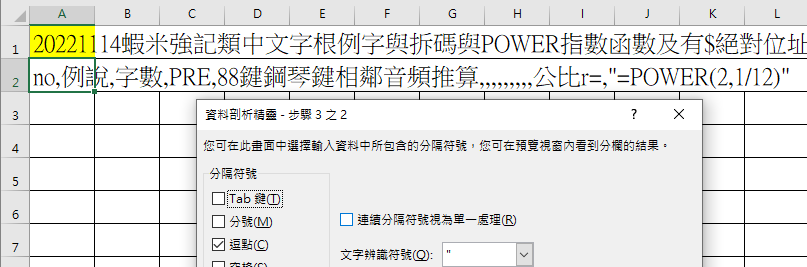 A B C D E F G H I J K L
1 20221114蝦米強記類中文字根例字與拆碼與POWER指數函數及有$絕對位址
2 no,例說,字數,PRE,88鍵鋼琴鍵相鄰音頻推算,,,,,,,,,公比r=,"=POWER(2,1/12)"
3
資料剖析精靈 - 步驟 3 之 2 ? ×
4
您可在此畫面中選擇輸入資料中所包含的分隔符號，您可在預覽視窗內看到分欄的結果。
5
分隔符號
Tab 鍵(T)
6
分號(M) 連續分隔符號視為單一處理(R)
7
逗點(C) 文字辨識符號(Q): "
空格(S)